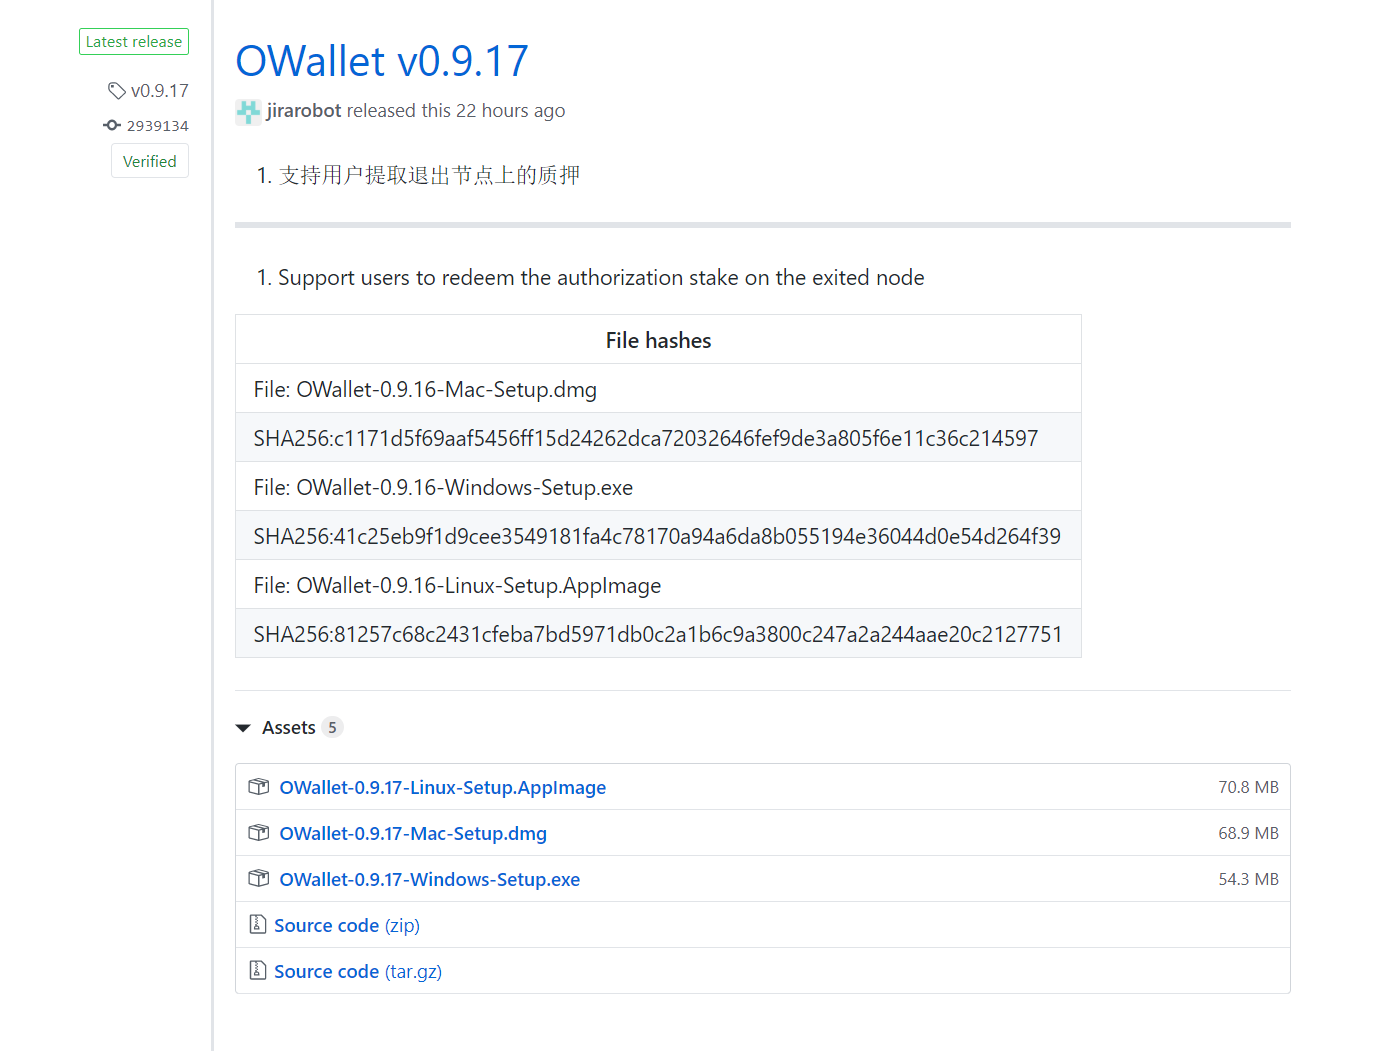 Latest release
v0.9.17
2939134
Verified
OWallet v0.9.17
jirarobot released this 22 hours ago
1. 支持用户提取退出节点上的质押
1. Support users to redeem the authorization stake on the exited node
File hashes
File: OWallet-0.9.16-Mac-Setup.dmg
SHA256:c1171d5f69aaf5456ff15d24262dca72032646fef9de3a805f6e11c36c214597
File: OWallet-0.9.16-Windows-Setup.exe
SHA256:41c25eb9f1d9cee3549181fa4c78170a94a6da8b055194e36044d0e54d264f39
File: OWallet-0.9.16-Linux-Setup.AppImage
SHA256:81257c68c2431cfeba7bd5971db0c2a1b6c9a3800c247a2a244aae20c2127751
Assets 5
OWallet-0.9.17-Linux-Setup.AppImage 70.8 MB
OWallet-0.9.17-Mac-Setup.dmg 68.9 MB
OWallet-0.9.17-Windows-Setup.exe 54.3 MB
Source code (zip)
Source code (tar.gz)